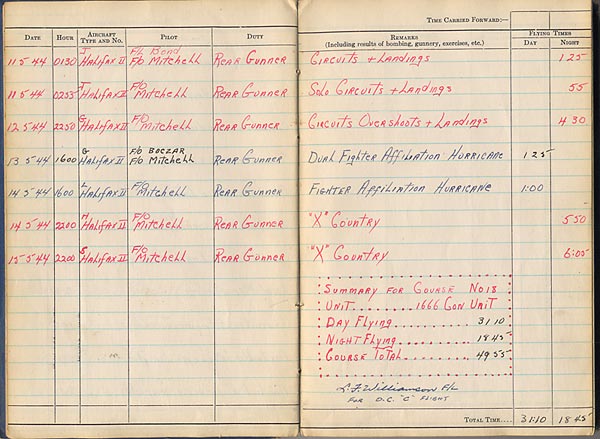 TIME CARRIED FORWARD:—
DATE HOUR AIRCRAFT TYPE AND NO. PILOT DUTY REMARKS (Including results of bombing, gunnery, exercises, etc.) FLYING TIMES DAY NIGHT
11 5 44 0130 J HALIFAX II F/L BOND F/O MITCHELL REAR GUNNER CIRCUITS + LANDINGS 1 25
11 5 44 0255 J HALIFAX II F/O MITCHELL REAR GUNNER SOLO CIRCUITS + LANDINGS 55
12 5 44 2250 G HALIFAX II F/O MITCHELL REAR GUNNER CIRCUITS OVERSHOOTS + LANDINGS 4 30
13 5 44 1600 G HALIFAX II F/O BOCZAR F/O MITCHELL REAR GUNNER DUAL FIGHTER AFFILIATION HURRICANE 1 25
14 5 44 1600 L HALIFAX II F/O MITCHELL REAR GUNNER FIGHTER AFFILIATION HURRICANE 1:00
14 5 44 2200 H HALIFAX II F/O MITCHELL REAR GUNNER "X" COUNTRY 5 50
15 5 44 2200 S HALIFAX II F/O MITCHELL REAR GUNNER "X" COUNTRY 6:05
SUMMARY FOR COURSE NO 18
UNIT........1666 CON UNIT
DAY FLYING............ 31 10
NIGHT FLYING.......... 18 45
COURSE TOTAL.......... 49 55
L. F. Williamson F/L
FOR O.C. "C" FLIGHT
TOTAL TIME.... 31:10 18 45